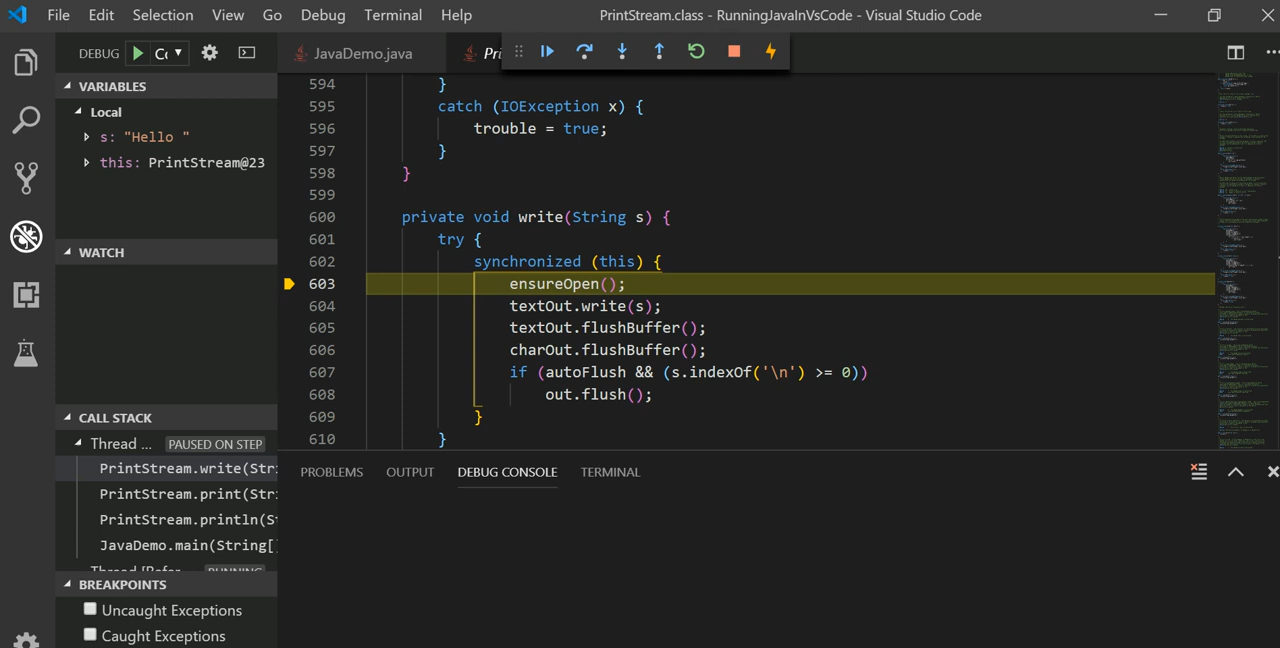 File Edit Selection View Go Debug Terminal Help PrintStream.class - RunningJavaInVsCode - Visual Studio Code
DEBUG
JavaDemo.java
VARIABLES
Local
s: "Hello "
this: PrintStream@23
WATCH
CALL STACK
Thread ... PAUSED ON STEP
PrintStream.write(Stri
PrintStream.print(Stri
PrintStream.println(St
JavaDemo.main(String[]
BREAKPOINTS
Uncaught Exceptions
Caught Exceptions
594 }
595 catch (IOException x) {
596 trouble = true;
597 }
598 }
599
600 private void write(String s) {
601 try {
602 synchronized (this) {
603 ensureOpen();
604 textOut.write(s);
605 textOut.flushBuffer();
606 charOut.flushBuffer();
607 if (autoFlush && (s.indexOf('\n') >= 0))
608 out.flush();
609 }
610 }
PROBLEMS OUTPUT DEBUG CONSOLE TERMINAL